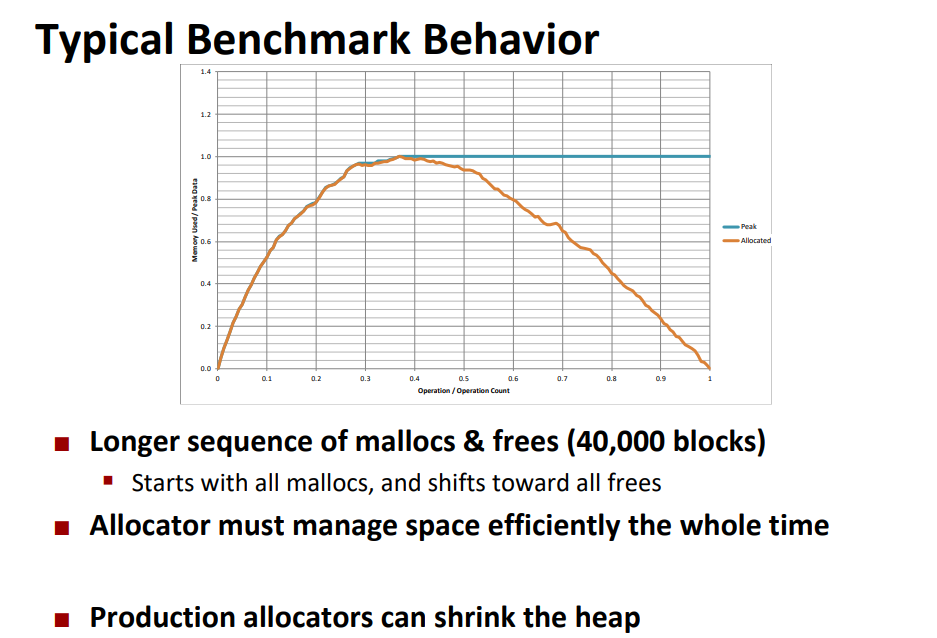 Typical Benchmark Behavior
1.4
1.2
1.0
0.8
0.6
0.4
0.2
0.0
Memory Used / Peak Data
0 0.1 0.2 0.3 0.4 0.5 0.6 0.7 0.8 0.9 1
Operation / Operation Count
Peak
Allocated
Longer sequence of mallocs & frees (40,000 blocks)
Starts with all mallocs, and shifts toward all frees
Allocator must manage space efficiently the whole time
Production allocators can shrink the heap